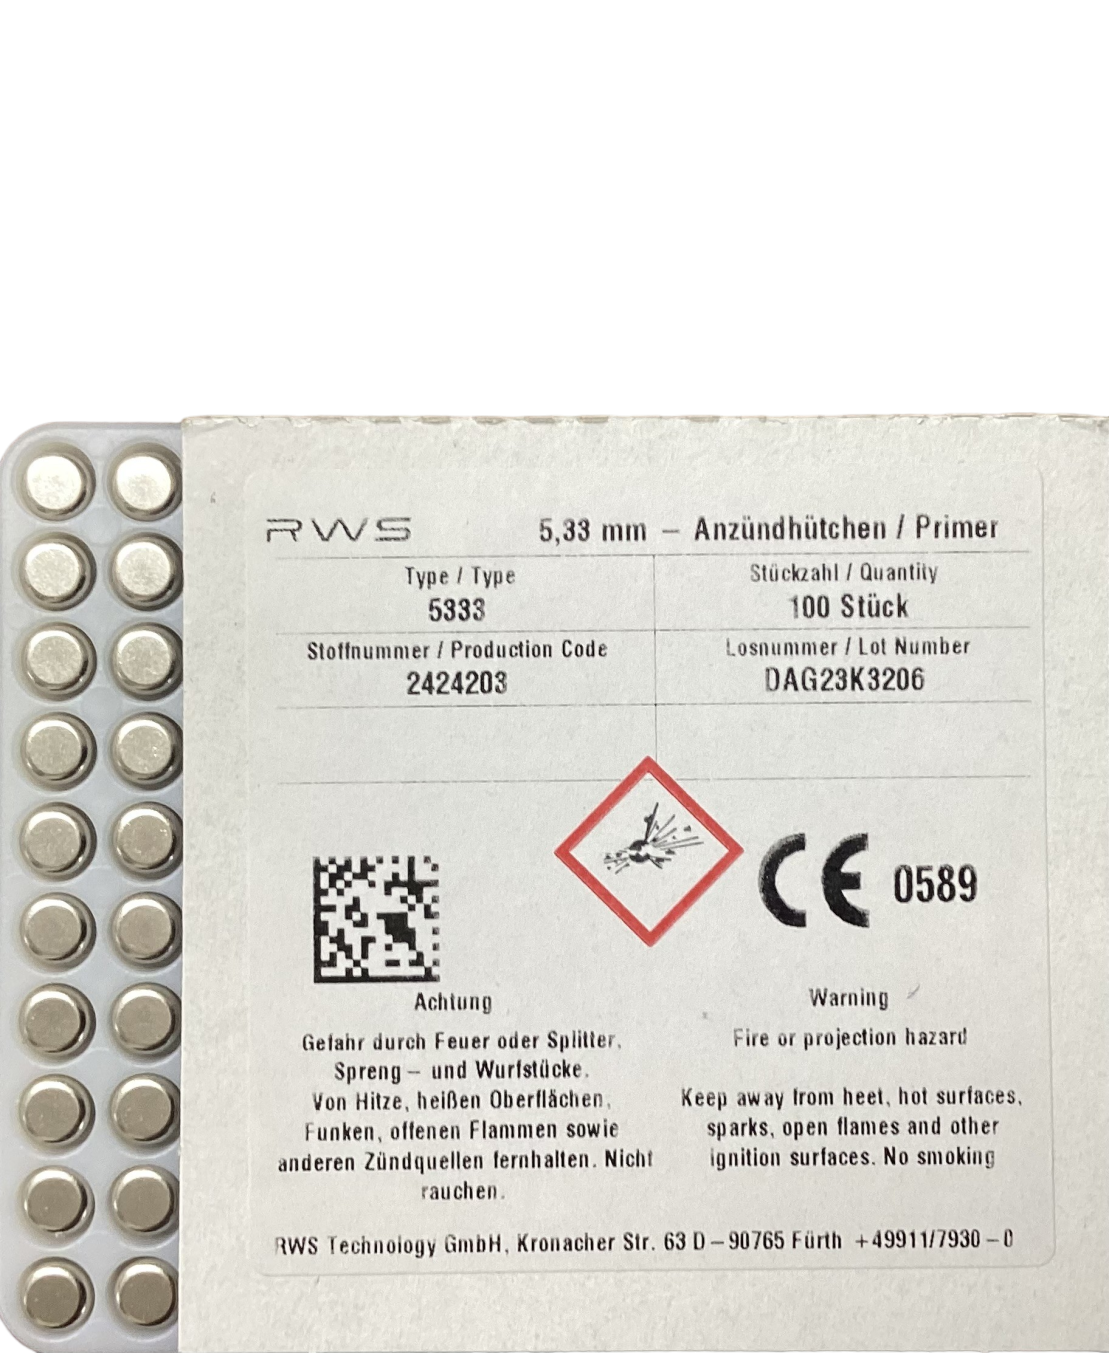 RWS 5,33 mm – Anzündhütchen / Primer
Type / Type Stückzahl / Quantity
5333 100 Stück
Stoffnummer / Production Code Losnummer / Lot Number
2424203 DAG23K3206
CE 0589
Achtung
Gefahr durch Feuer oder Splitter,
Spreng – und Wurfstücke.
Von Hitze, heißen Oberflächen,
Funken, offenen Flammen sowie
anderen Zündquellen fernhalten. Nicht
rauchen.
Warning
Fire or projection hazard
Keep away from heet, hot surfaces,
sparks, open flames and other
ignition surfaces. No smoking
RWS Technology GmbH, Kronacher Str. 63 D – 90765 Fürth +49911/7930 – 0